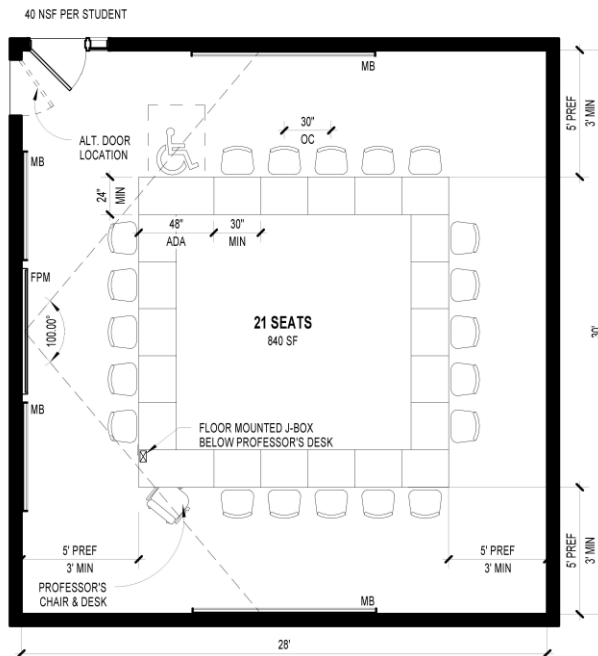 40 NSF PER STUDENT
MB
5' PREF
3' MIN
ALT. DOOR
LOCATION
30"
OC
MB
24"
MIN
48"
ADA
30"
MIN
FPM
100.00°
21 SEATS
840 SF
30'
MB
FLOOR MOUNTED J-BOX
BELOW PROFESSOR'S DESK
5' PREF
3' MIN
5' PREF
3' MIN
5' PREF
3' MIN
PROFESSOR'S
CHAIR & DESK
MB
28'